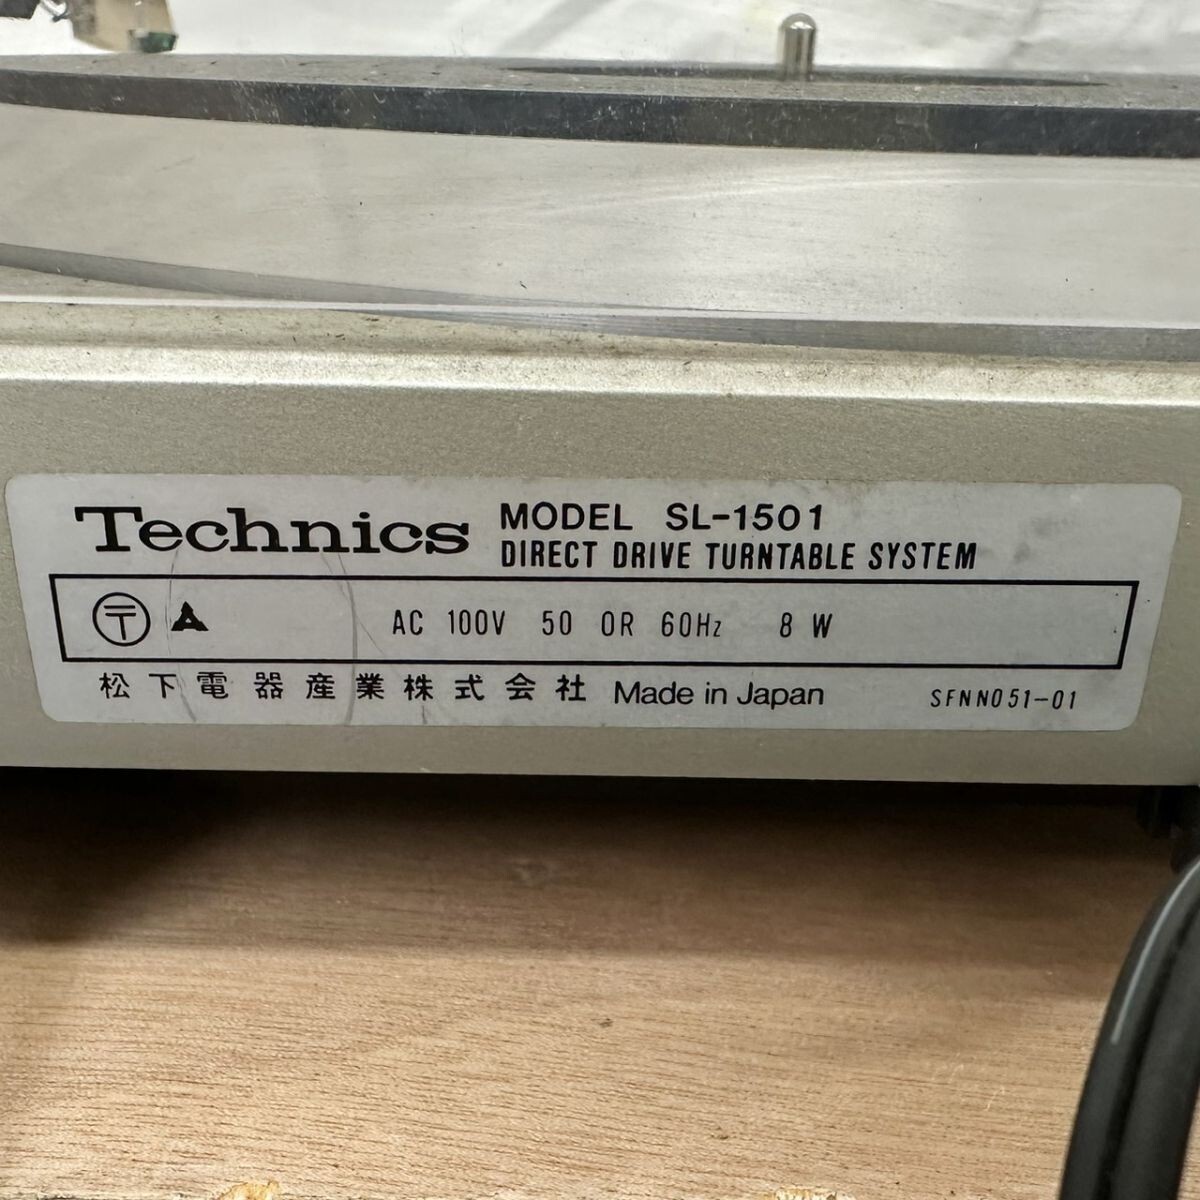 Technics MODEL SL-1501
DIRECT DRIVE TURNTABLE SYSTEM
〒 A AC 100V 50 OR 60Hz 8 W
松下電器産業株式会社 Made in Japan SFNN051-01